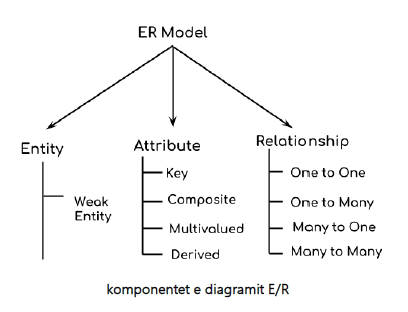 ER Model
Entity
Weak
Entity
Attribute
Key
Composite
Multivalued
Derived
Relationship
One to One
One to Many
Many to One
Many to Many
komponentet e diagramit E/R